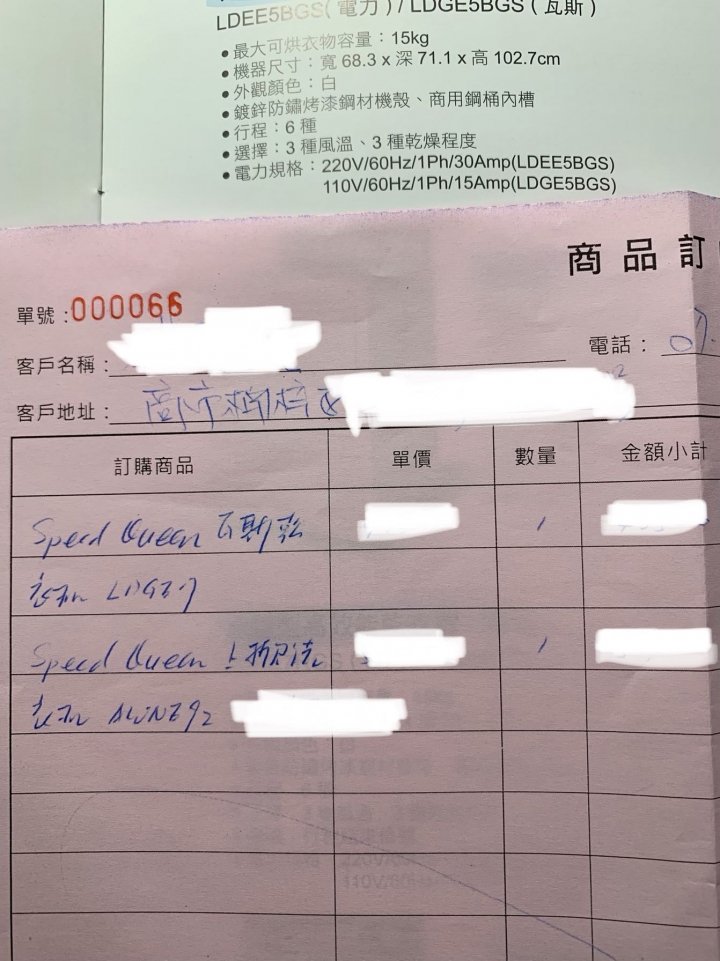 LDEE5BGS(電力) / LDGE5BGS (瓦斯)
●最大可烘衣物容量：15kg
●機器尺寸：寬 68.3 x 深 71.1 x 高 102.7cm
●外觀顏色：白
●鍍鋅防鏽烤漆鋼材機殼、商用鋼桶內槽
●行程：6 種
●選擇：3 種風溫、3 種乾燥程度
●電力規格：220V/60Hz/1Ph/30Amp(LDEE5BGS)
110V/60Hz/1Ph/15Amp(LDGE5BGS)
商品訂
單號：000066
客戶名稱：
電話：07.
客戶地址：高市楠梓區
訂購商品 單價 數量 金額小計
Speed Queen 瓦斯乾 1
Speed Queen 上掀洗 1